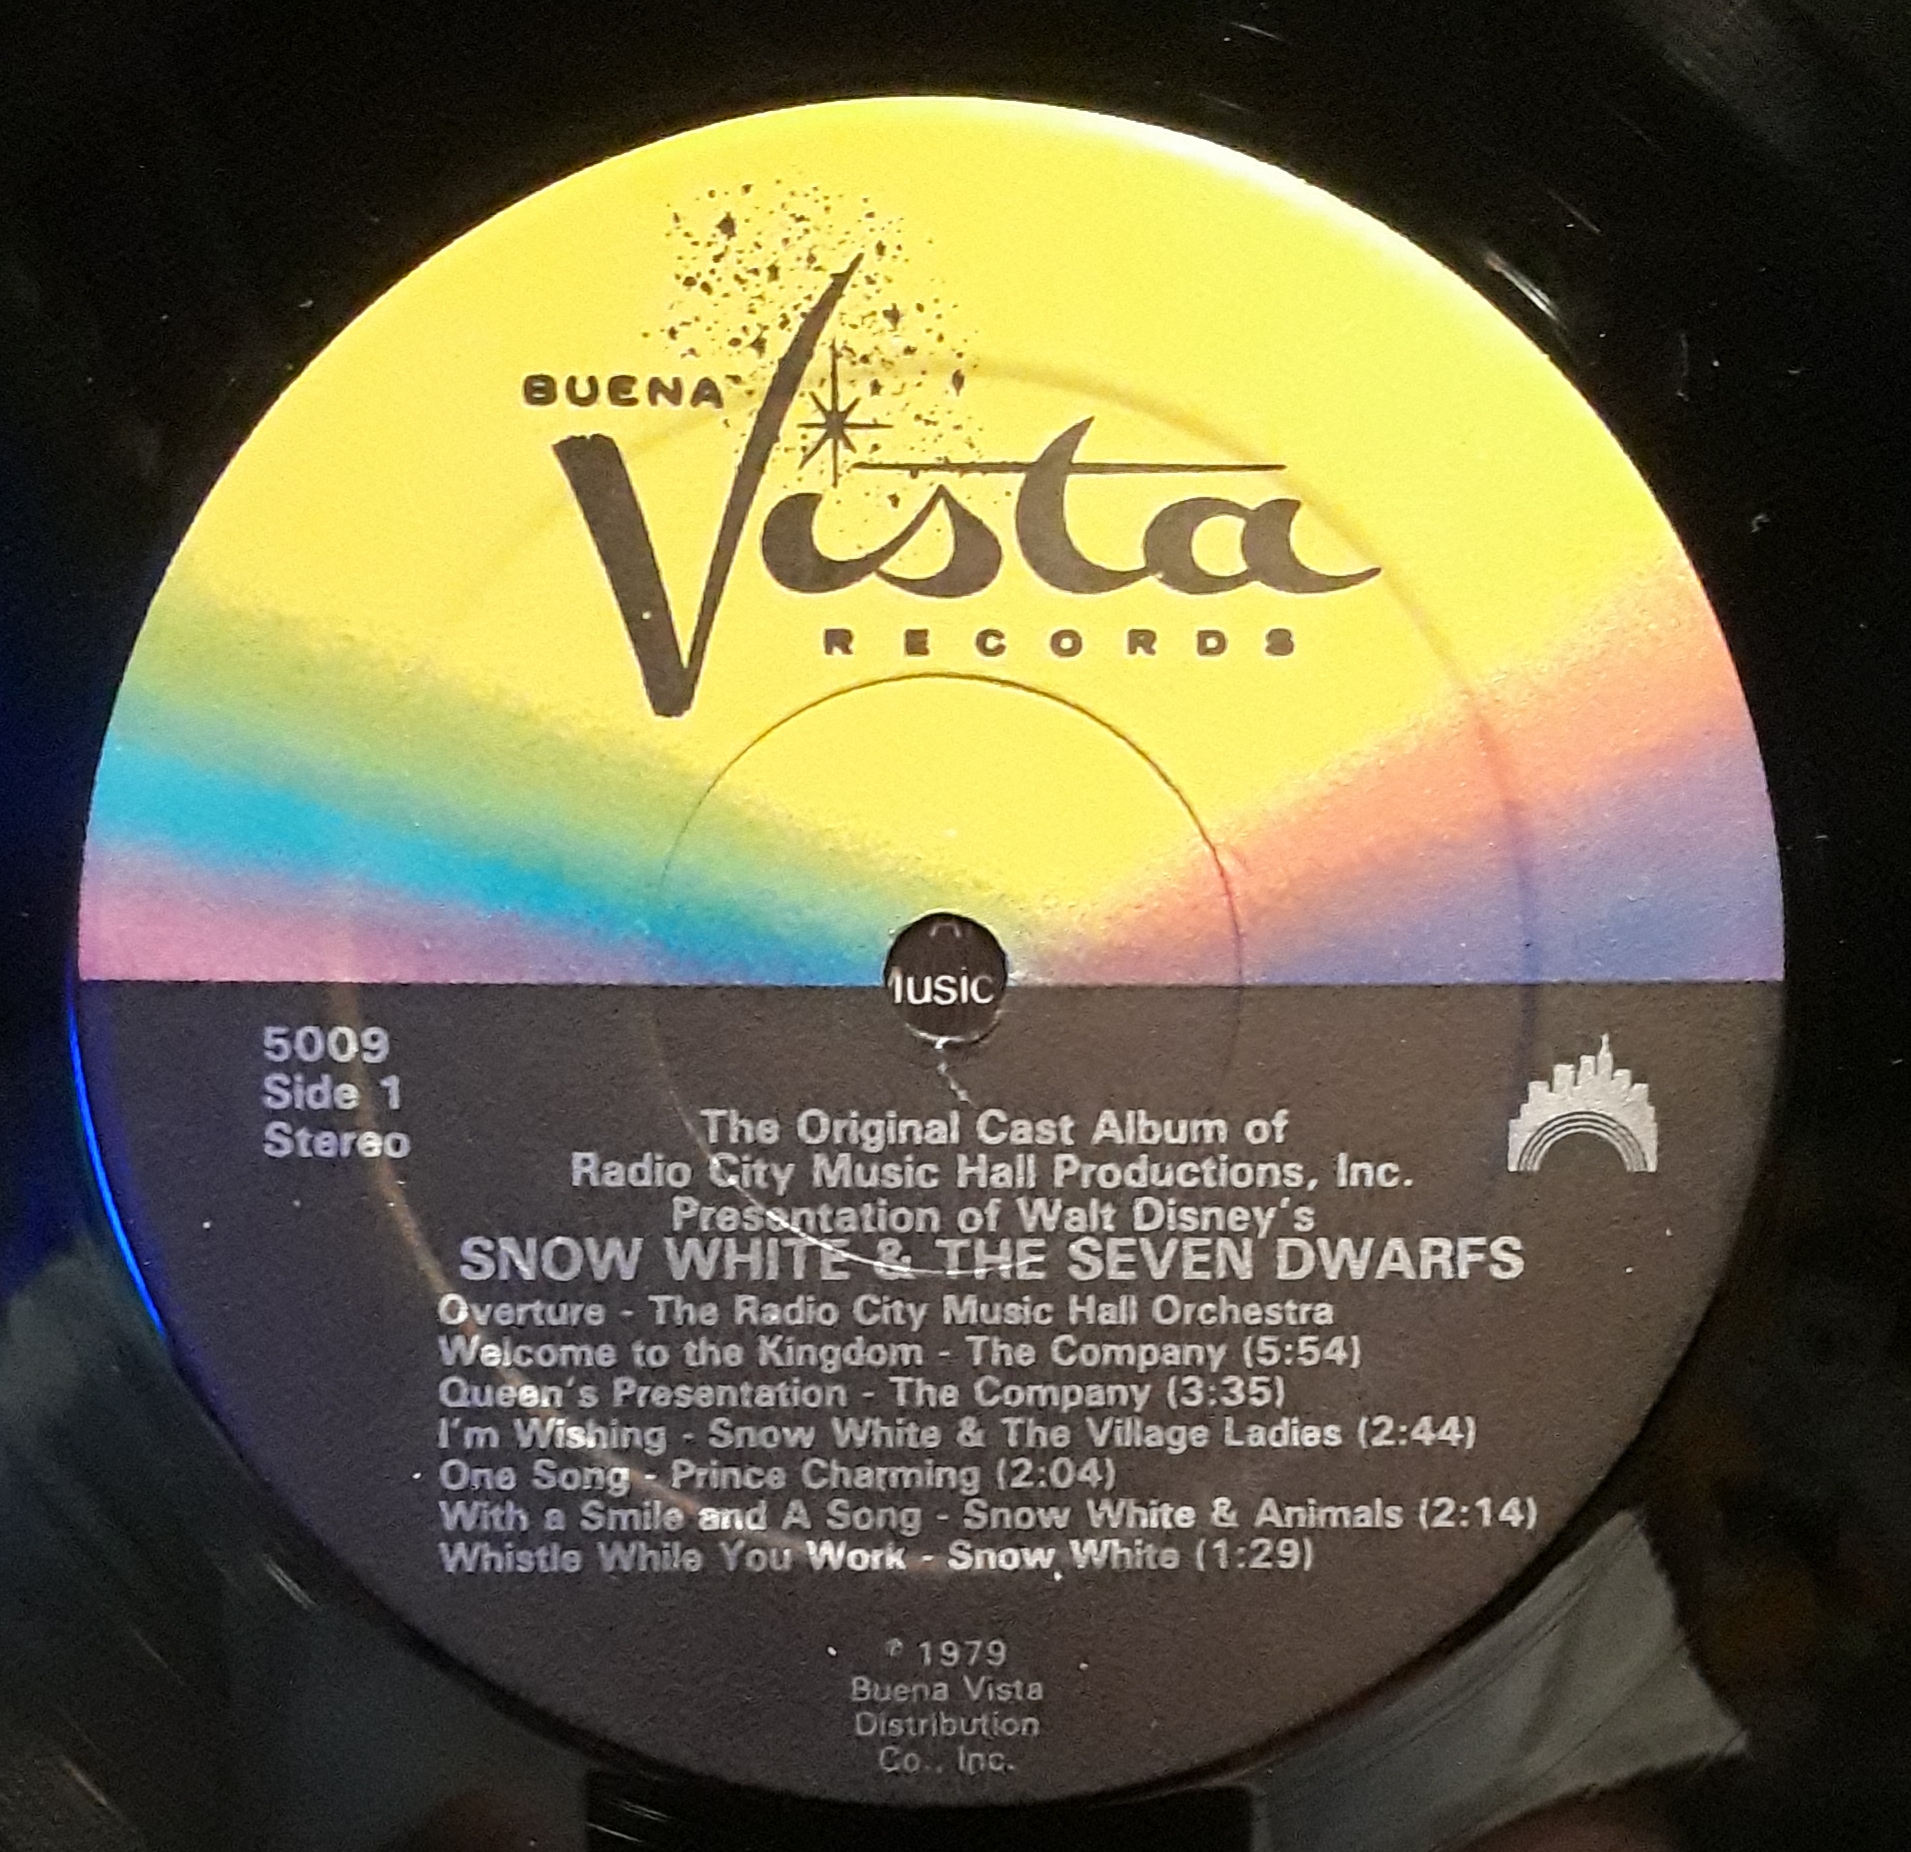 BUENA
Vista
RECORDS
5009
Side 1
Stereo
The Original Cast Album of
Radio City Music Hall Productions, Inc.
Presentation of Walt Disney's
SNOW WHITE & THE SEVEN DWARFS
Overture - The Radio City Music Hall Orchestra
Welcome to the Kingdom - The Company (5:54)
Queen's Presentation - The Company (3:35)
I'm Wishing - Snow White & The Village Ladies (2:44)
One Song - Prince Charming (2:04)
With a Smile and A Song - Snow White & Animals (2:14)
Whistle While You Work - Snow White (1:29)
℗ 1979
Buena Vista
Distribution
Co., Inc.